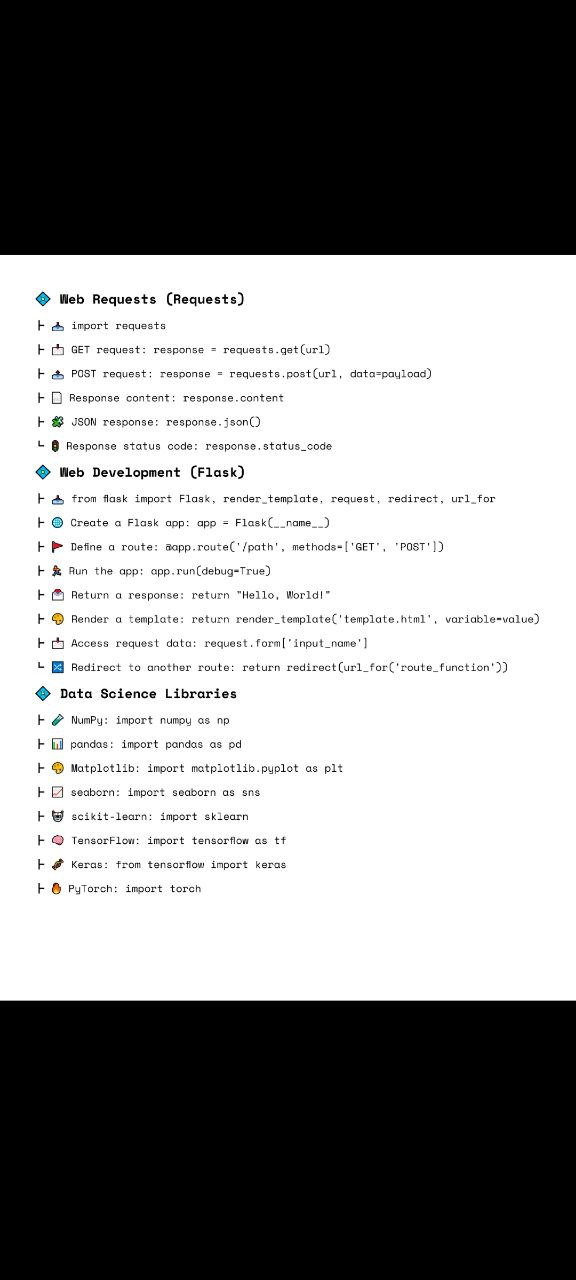 Web Requests (Requests)
import requests
GET request: response = requests.get(url)
POST request: response = requests.post(url, data=payload)
Response content: response.content
JSON response: response.json()
Response status code: response.status_code
Web Development (Flask)
from flask import Flask, render_template, request, redirect, url_for
Create a Flask app: app = Flask(__name__)
Define a route: @app.route('/path', methods=['GET', 'POST'])
Run the app: app.run(debug=True)
Return a response: return "Hello, World!"
Render a template: return render_template('template.html', variable=value)
Access request data: request.form['input_name']
Redirect to another route: return redirect(url_for('route_function'))
Data Science Libraries
NumPy: import numpy as np
pandas: import pandas as pd
Matplotlib: import matplotlib.pyplot as plt
seaborn: import seaborn as sns
scikit-learn: import sklearn
TensorFlow: import tensorflow as tf
Keras: from tensorflow import keras
PyTorch: import torch